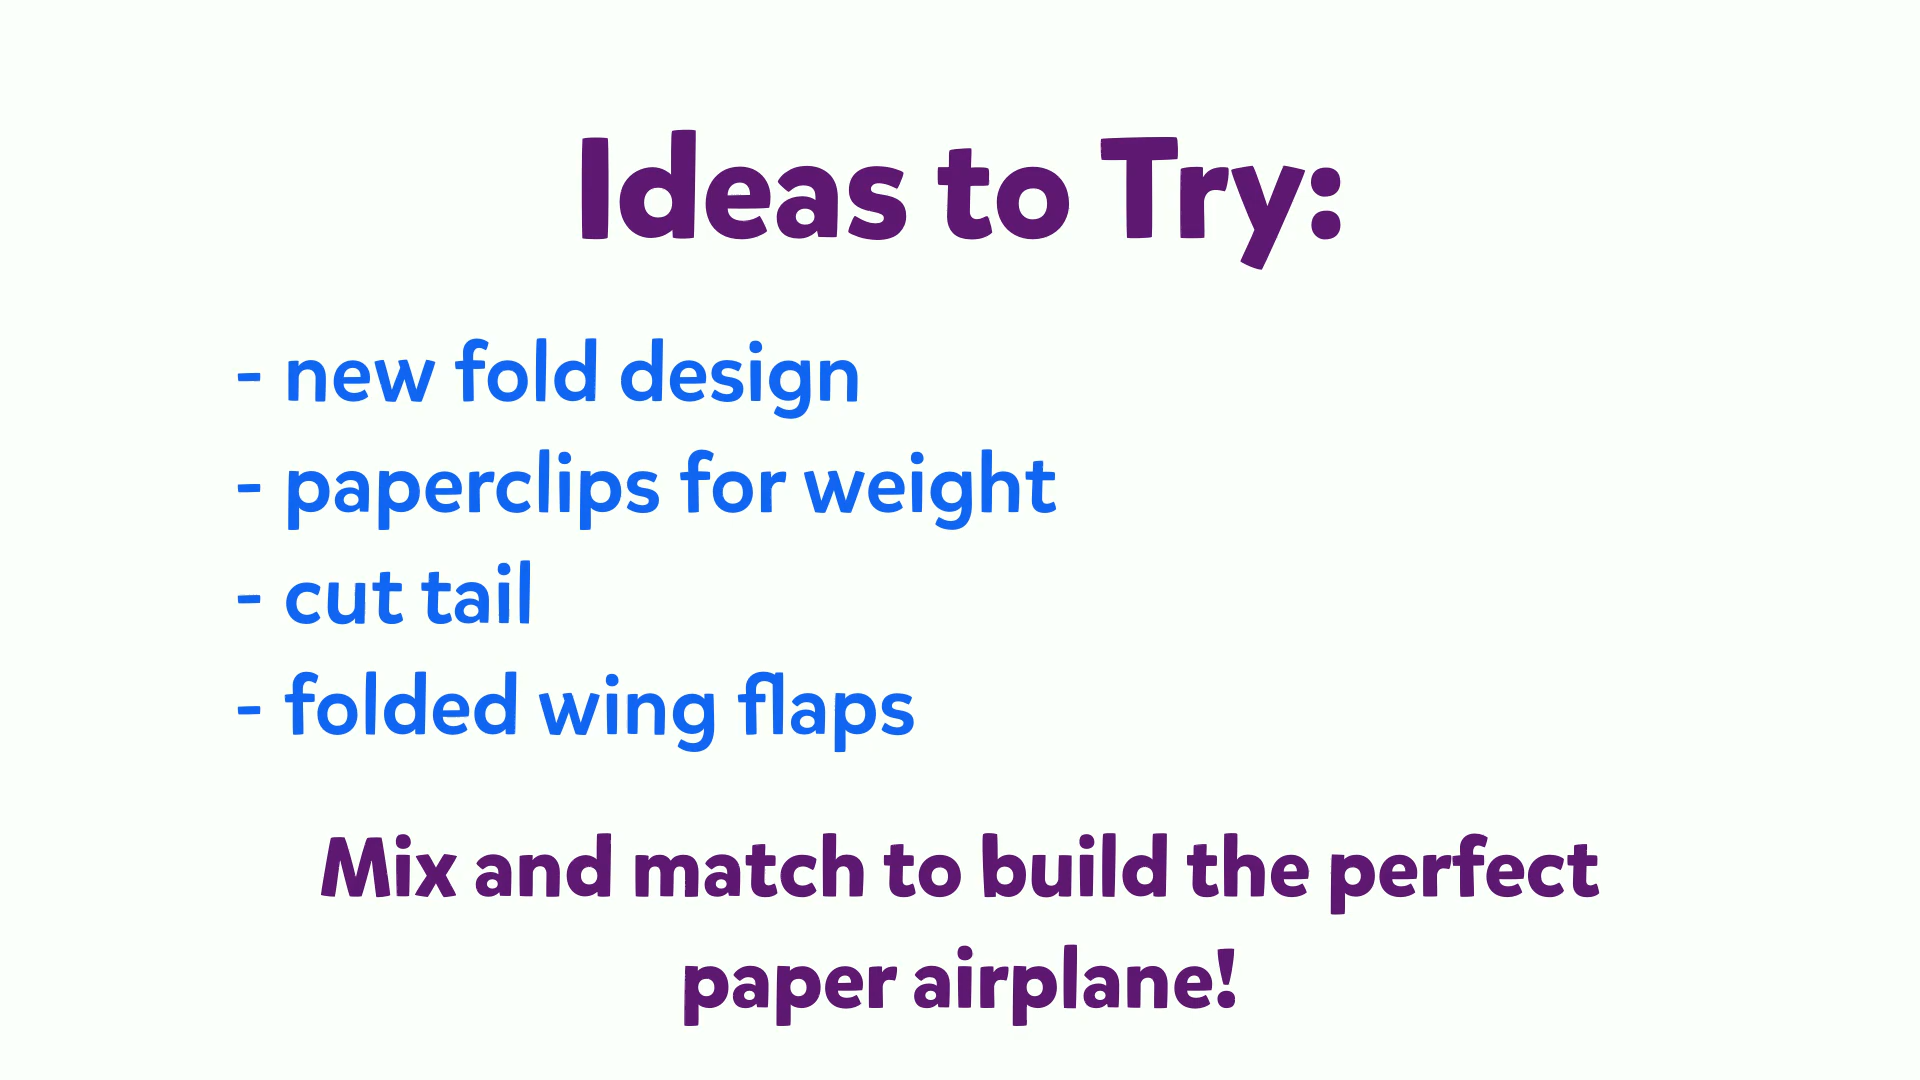 Ideas to Try:
- new fold design
- paperclips for weight
- cut tail
- folded wing flaps
Mix and match to build the perfect
paper airplane!